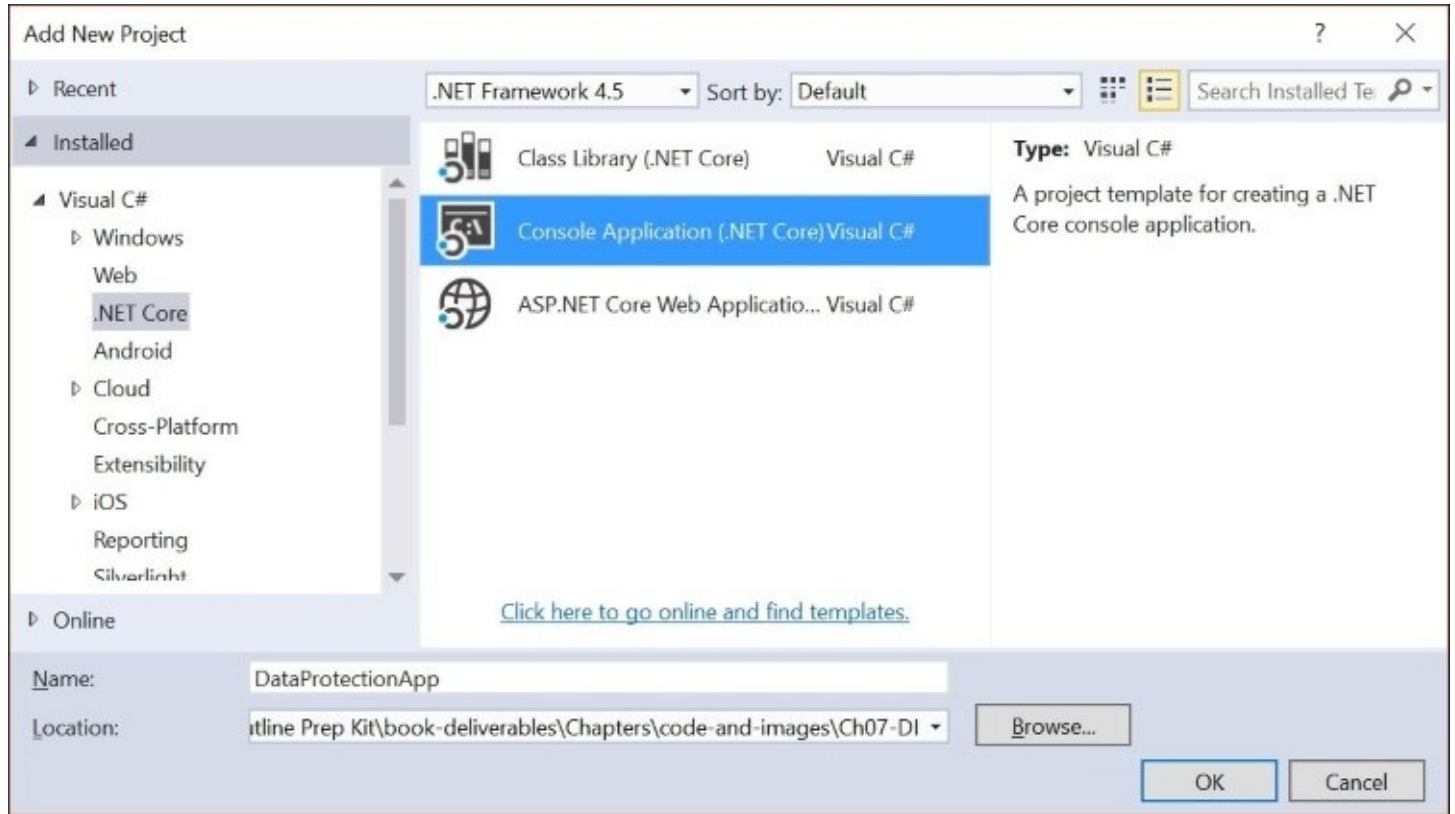 Add New Project
?
Recent
.NET Framework 4.5
Sort by:
Default
Search Installed Te
Installed
Visual C#
Windows
Web
.NET Core
Android
Cloud
Cross-Platform
Extensibility
iOS
Reporting
Silverlight
Online
Class Library (.NET Core) Visual C#
C:\
Console Application (.NET Core) Visual C#
ASP.NET Core Web Applicatio... Visual C#
Click here to go online and find templates.
Type: Visual C#
A project template for creating a .NET
Core console application.
Name: DataProtectionApp
Location: utline Prep Kit\book-deliverables\Chapters\code-and-images\Ch07-DI
Browse...
OK
Cancel